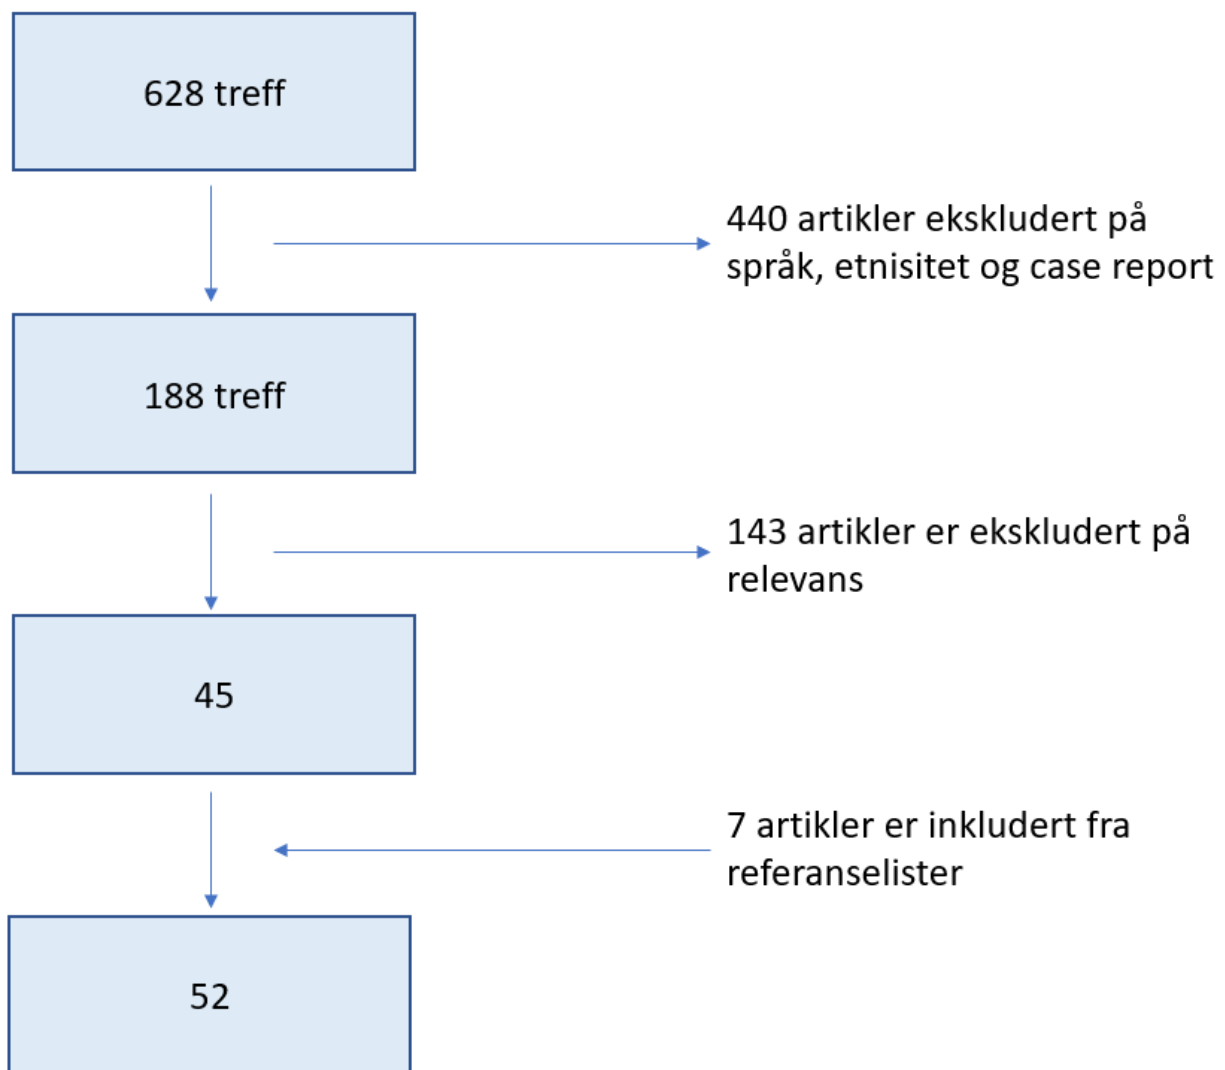 628 treff
440 artikler ekskludert på
språk, etnisitet og case report
188 treff
143 artikler er ekskludert på
relevans
45
7 artikler er inkludert fra
referanselister
52